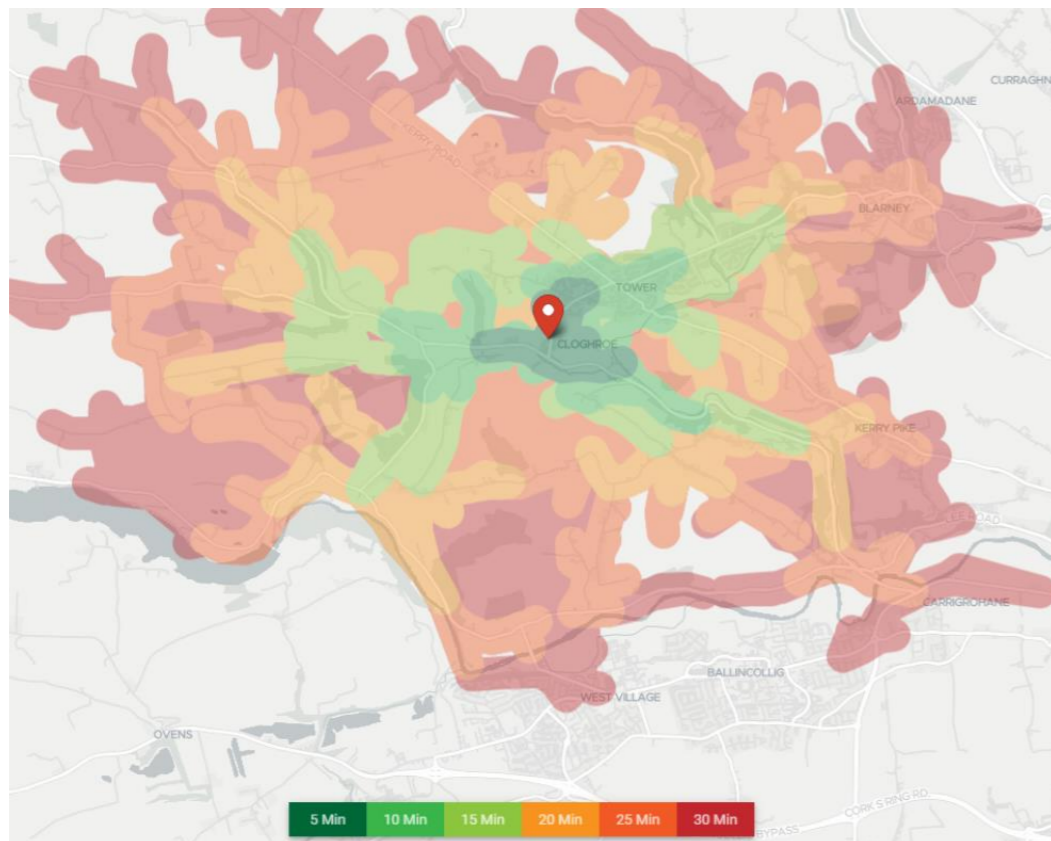 CURRAGHN
ARDAMADANE
KERRY ROAD
BLARNEY
TOWER
CLOGHROE
KERRY PIKE
LEE ROAD
CARRIGROHANE
BALLINCOLLIG
WEST VILLAGE
OVENS
CORK S RING RD.
BYPASS
5 Min
10 Min
15 Min
20 Min
25 Min
30 Min